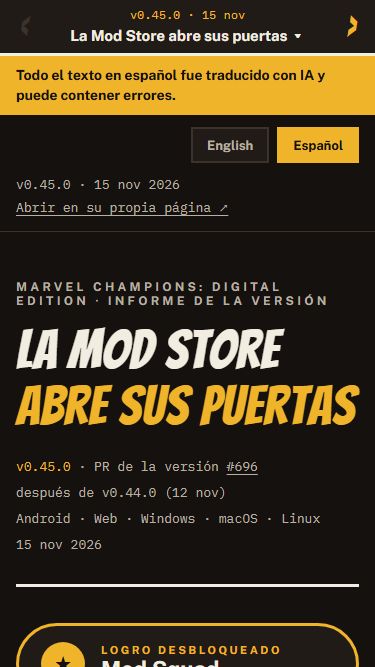 v0.45.0 · 15 nov
La Mod Store abre sus puertas
Todo el texto en español fue traducido con IA y
puede contener errores.
English
Español
v0.45.0 · 15 nov 2026
Abrir en su propia página ↗
MARVEL CHAMPIONS: DIGITAL
EDITION · INFORME DE LA VERSIÓN
LA MOD STORE
ABRE SUS PUERTAS
v0.45.0 · PR de la versión #696
después de v0.44.0 (12 nov)
Android · Web · Windows · macOS · Linux
15 nov 2026
LOGRO DESBLOQUEADO
Mod Squad